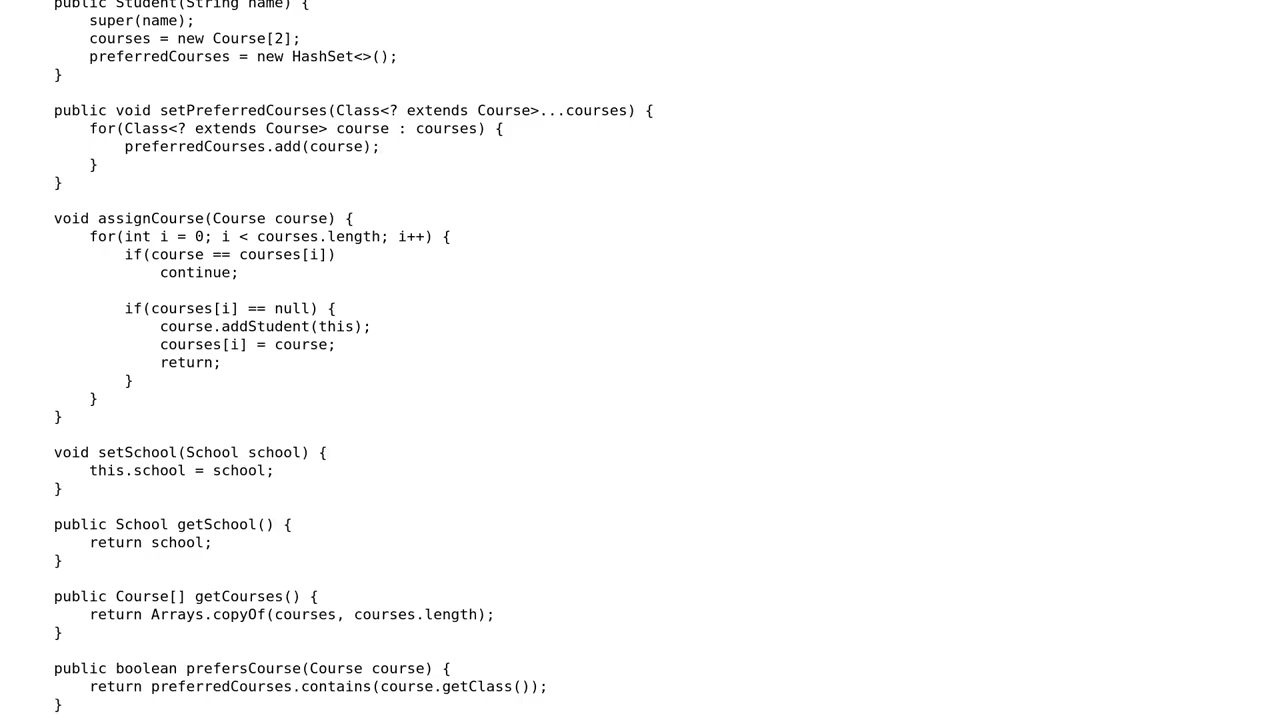 public Student(String name) {
super(name);
courses = new Course[2];
preferredCourses = new HashSet<>();
}
public void setPreferredCourses(Class<? extends Course>...courses) {
for(Class<? extends Course> course : courses) {
preferredCourses.add(course);
}
}
void assignCourse(Course course) {
for(int i = 0; i < courses.length; i++) {
if(course == courses[i])
continue;
if(courses[i] == null) {
course.addStudent(this);
courses[i] = course;
return;
}
}
}
void setSchool(School school) {
this.school = school;
}
public School getSchool() {
return school;
}
public Course[] getCourses() {
return Arrays.copyOf(courses, courses.length);
}
public boolean prefersCourse(Course course) {
return preferredCourses.contains(course.getClass());
}